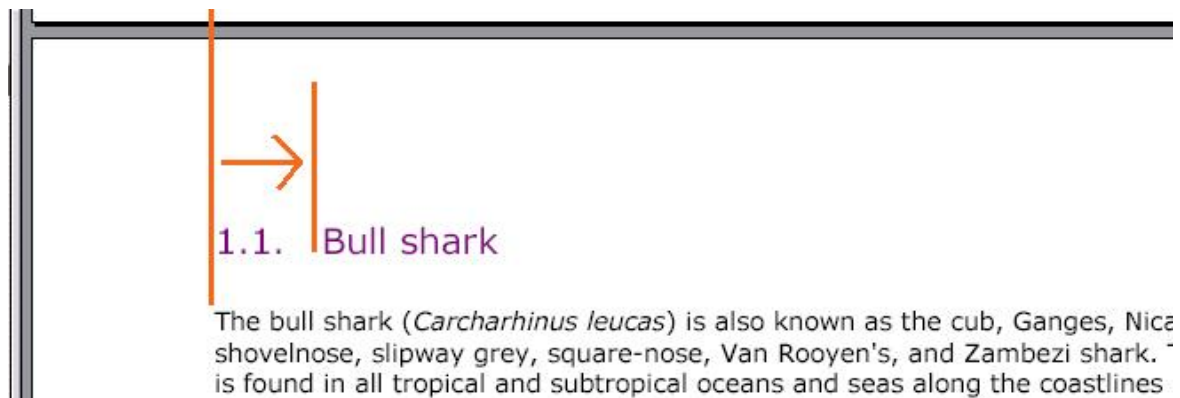 1.1. Bull shark
The bull shark (Carcharhinus leucas) is also known as the cub, Ganges, Nica
shovelnose, slipway grey, square-nose, Van Rooyen's, and Zambezi shark. T
is found in all tropical and subtropical oceans and seas along the coastlines